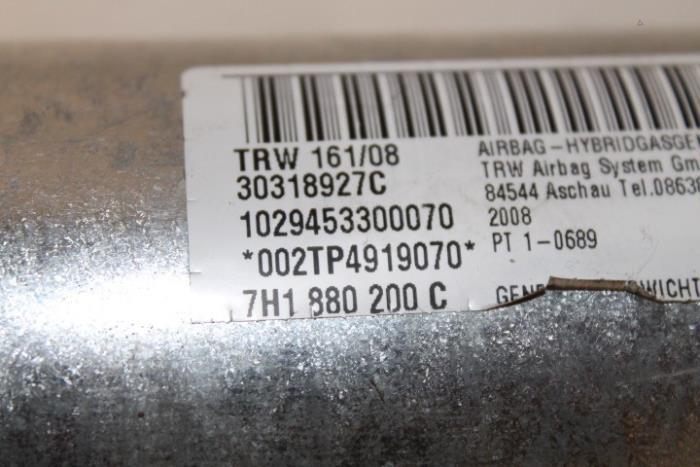 TRW 161/08
30318927C
1029453300070
*002TP4919070*
7H1 880 200 C
AIRBAG-HYBRIDGASGE
TRW Airbag System Gm
84544 Aschau Tel.0863
2008
PT 1-0689